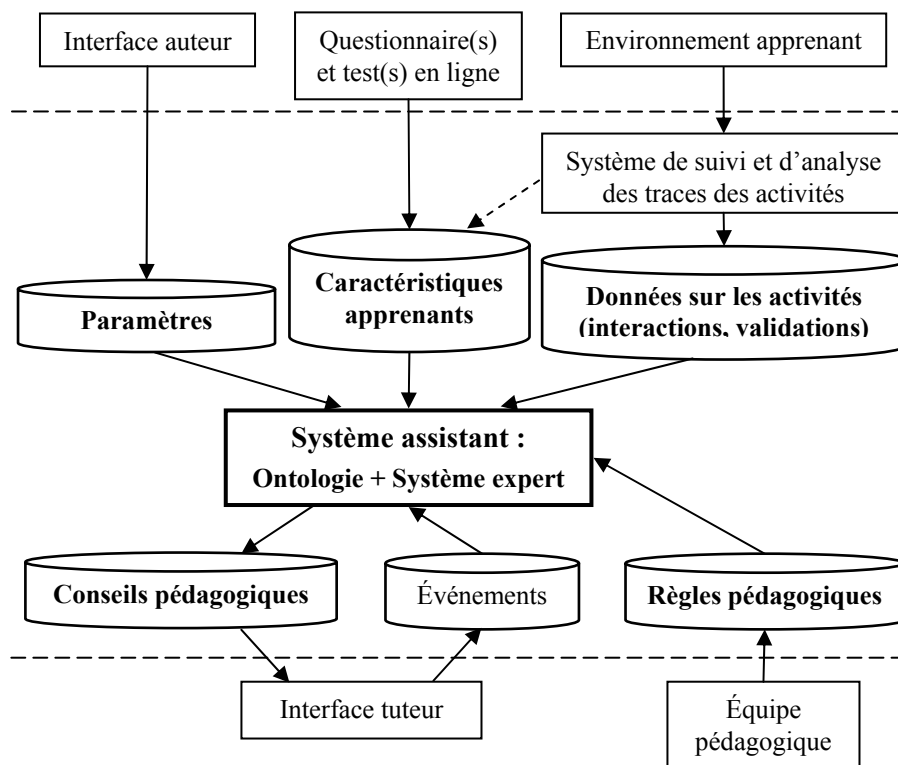 Interface auteur
Questionnaire(s)
et test(s) en ligne
Environnement apprenant
Système de suivi et d’analyse
des traces des activités
Paramètres
Caractéristiques
apprenants
Données sur les activités
(interactions, validations)
Système assistant :
Ontologie + Système expert
Conseils pédagogiques
Événements
Règles pédagogiques
Interface tuteur
Équipe
pédagogique